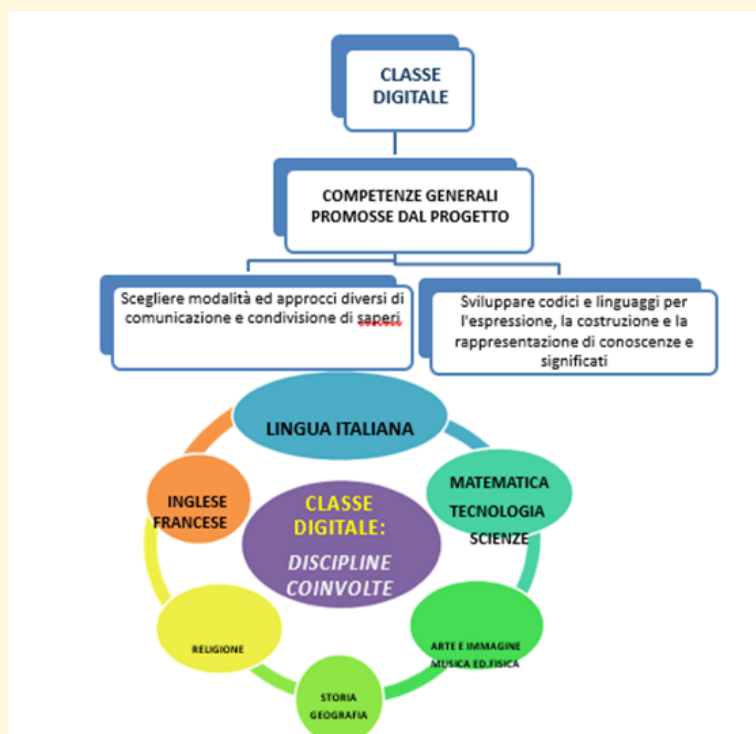 CLASSE
DIGITALE
COMPETENZE GENERALI
PROMOSSE DAL PROGETTO
Scegliere modalità ed approcci diversi di
comunicazione e condivisione di saperi
Sviluppare codici e linguaggi per
l'espressione, la costruzione e la
rappresentazione di conoscenze e
significati
LINGUA ITALIANA
INGLESE
FRANCESE
CLASSE
DIGITALE:
DISCIPLINE
COINVOLTE
MATEMATICA
TECNOLOGIA
SCIENZE
RELIGIONE
ARTE E IMMAGINE
MUSICA ED.FISICA
STORIA
GEOGRAFIA